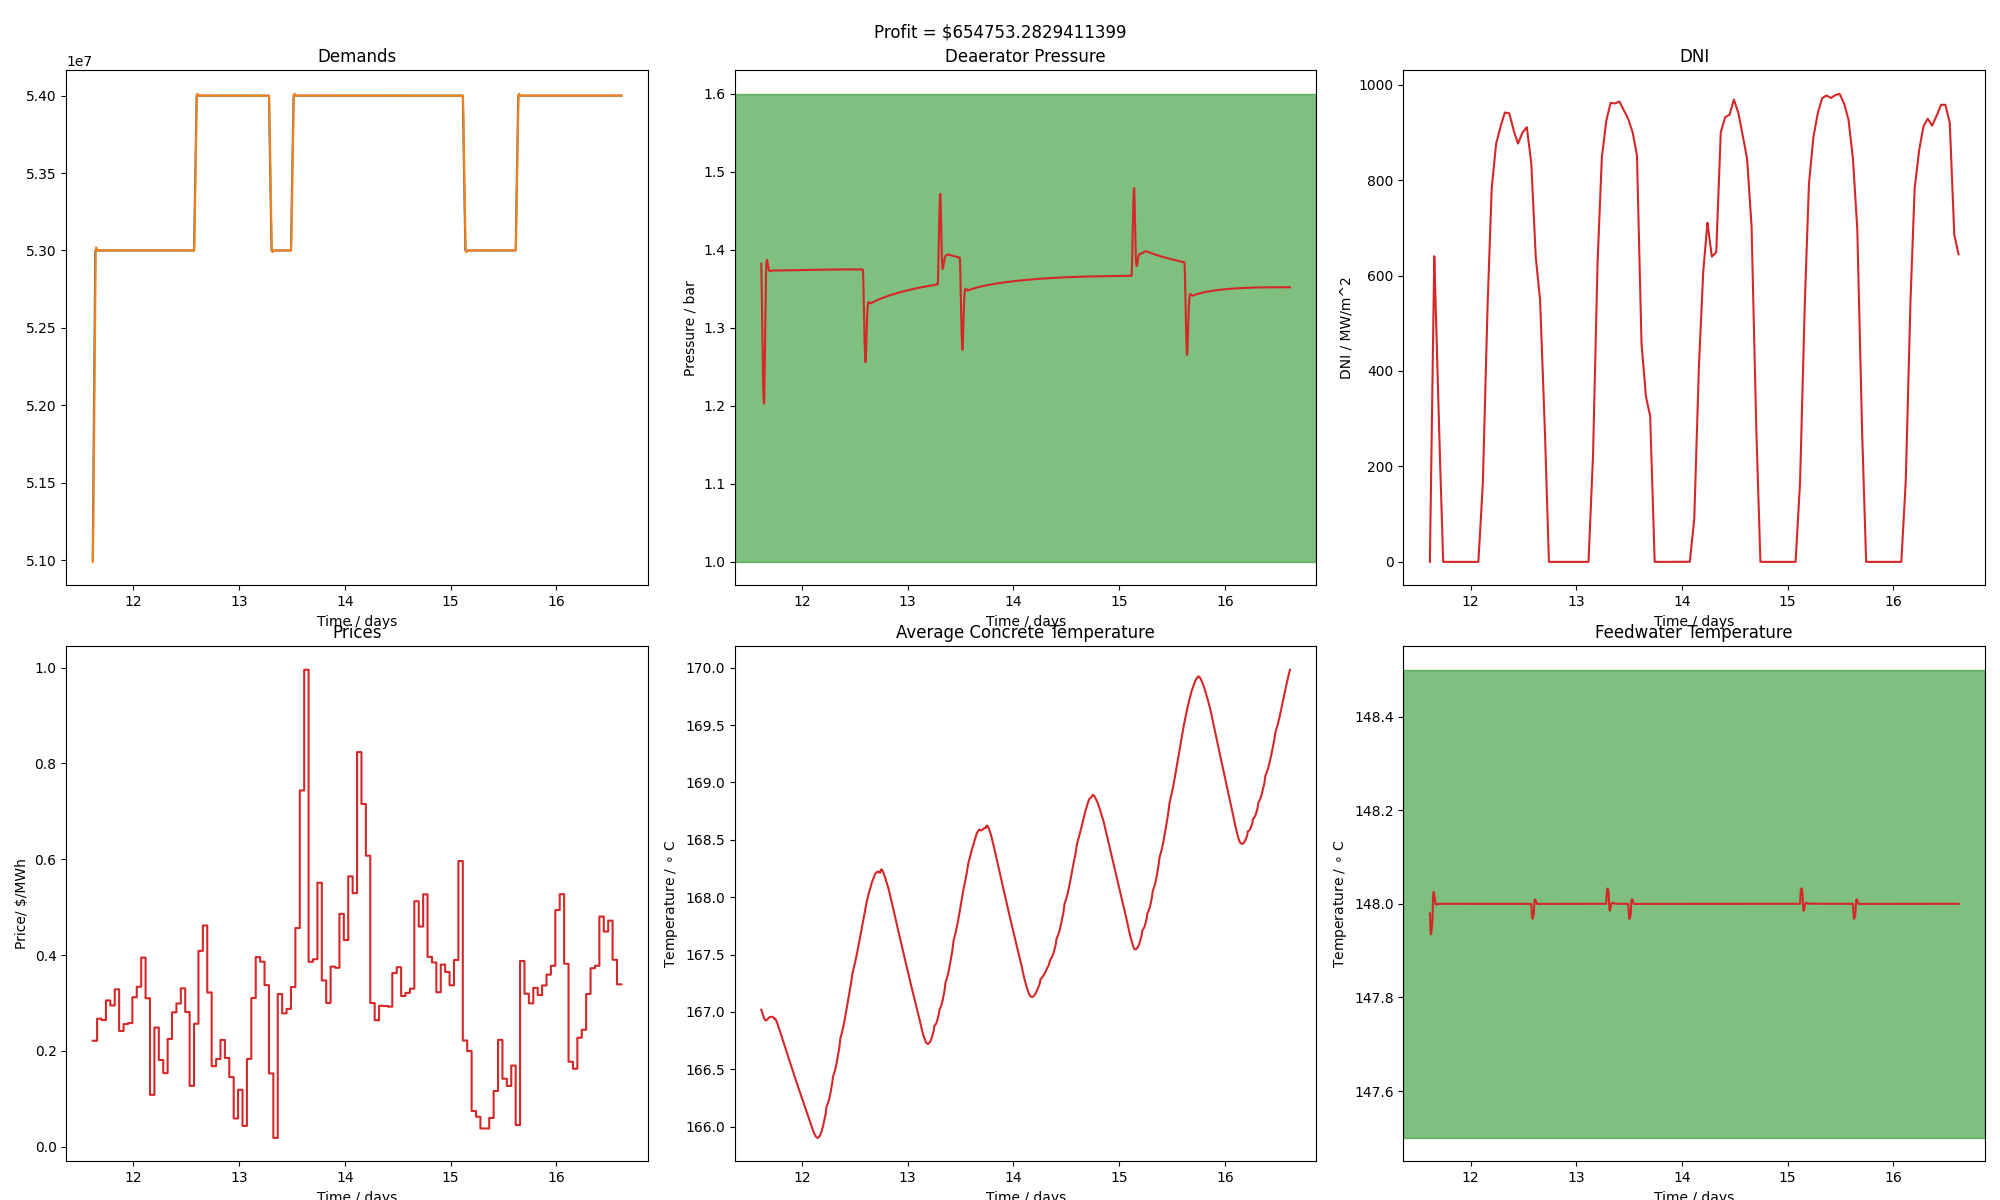 Profit = $654753.2829411399
Demands
1e7
5.40
5.35
5.30
5.25
5.20
5.15
5.10
12 13 14 15 16
Time / days
Deaerator Pressure
Pressure / bar
1.6
1.5
1.4
1.3
1.2
1.1
1.0
12 13 14 15 16
Time / days
DNI
DNI / MW/m^2
1000
800
600
400
200
0
12 13 14 15 16
Time / days
Prices
Price/ $/MWh
1.0
0.8
0.6
0.4
0.2
0.0
12 13 14 15 16
Time / days
Average Concrete Temperature
Temperature / ∘ C
170.0
169.5
169.0
168.5
168.0
167.5
167.0
166.5
166.0
12 13 14 15 16
Time / days
Feedwater Temperature
Temperature / ∘ C
148.4
148.2
148.0
147.8
147.6
12 13 14 15 16
Time / days